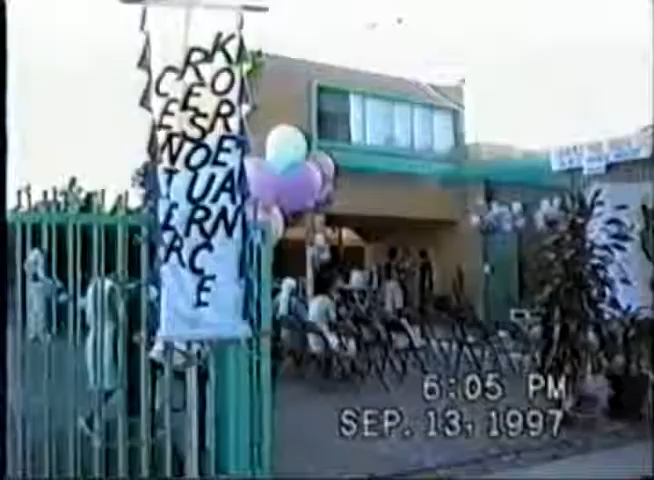 KOREAN
RESOURCE
CENTER
6:05 PM
SEP. 13, 1997